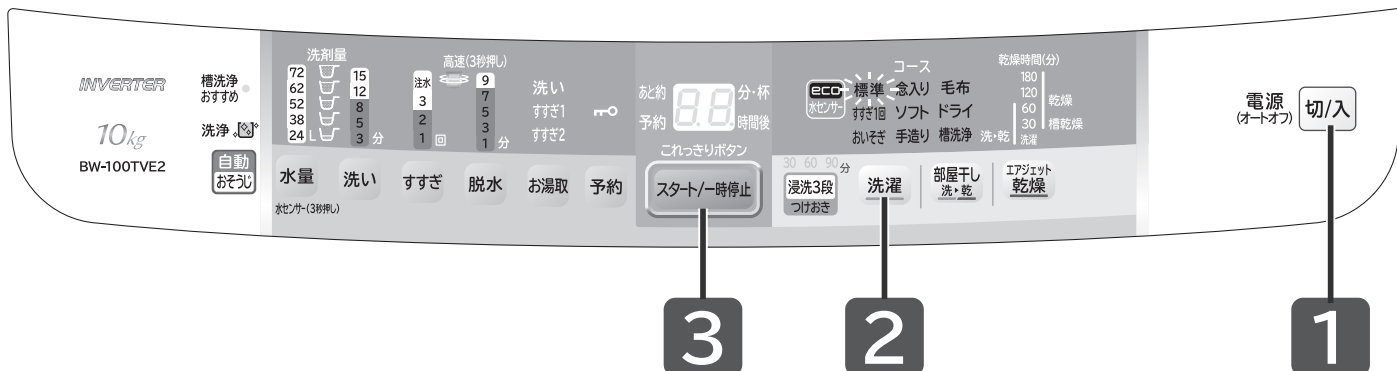 INVERTER
10kg
BW-100TVE2
槽洗浄
おすすめ
洗浄
自動
おそうじ
洗剤量
72
62
52
38
24 L
15
12
8
5
3 分
注水
3
2
1 回
高速(3秒押し)
9
7
5
3
1 分
洗い
すすぎ1
すすぎ2
水量
洗い
すすぎ
脱水
お湯取
予約
水センサー(3秒押し)
あと約
予約
88
分・杯
時間後
これっきりボタン
スタート/一時停止
eco
水センサー
コース
標準 念入り 毛布
すすぎ1回 ソフト ドライ
おいそぎ 手造り 槽洗浄
乾燥時間(分)
180
120
60
30
乾燥
槽乾燥
洗・乾 洗濯
30 60 90 分
浸洗3段
つけおき
洗濯
部屋干し
洗・乾
エアジェット
乾燥
電源
(オートオフ)
切/入
3
2
1